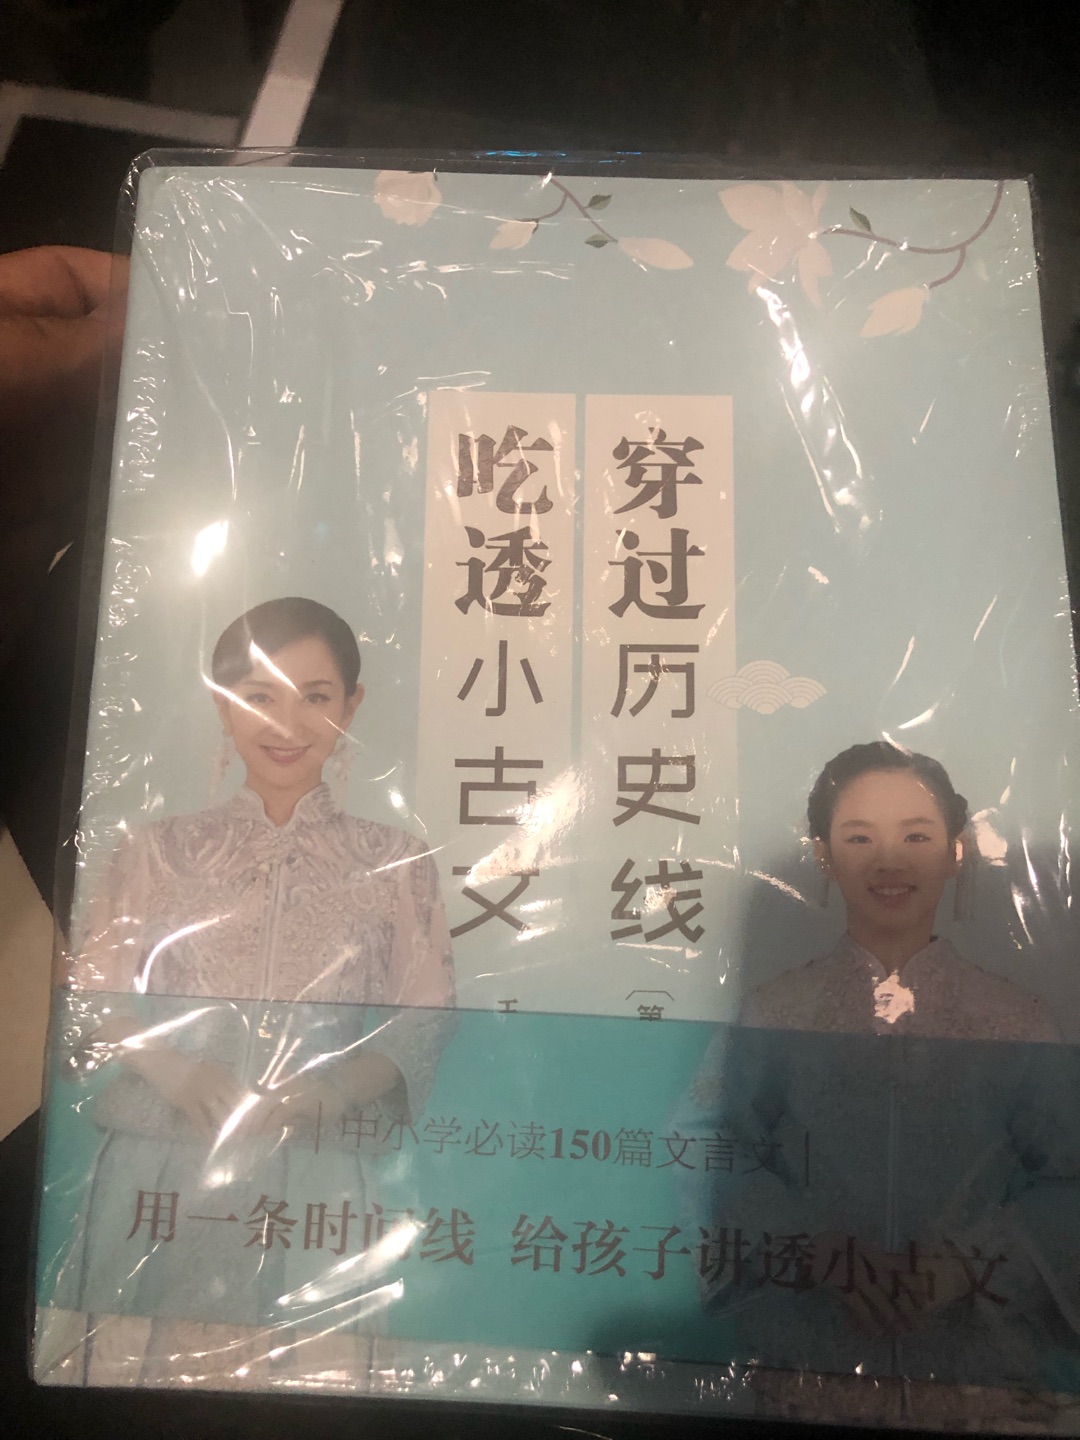 穿过历史线
吃透小古文
中小学必读150篇文言文
用一条时间线 给孩子讲透小古文